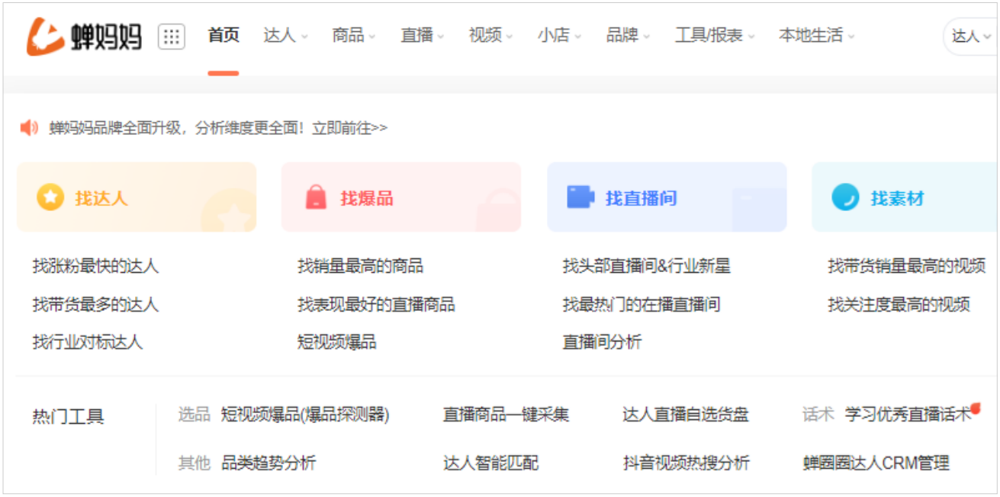 蝉妈妈 首页 达人 商品 直播 视频 小店 品牌 工具/报表 本地生活 达人
蝉妈妈品牌全面升级，分析维度更全面！立即前往>>
找达人 找爆品 找直播间 找素材
找涨粉最快的达人 找销量最高的商品 找头部直播间&行业新星 找带货销量最高的视频
找带货最多的达人 找表现最好的直播商品 找最热门的在播直播间 找关注度最高的视频
找行业对标达人 短视频爆品 直播间分析
热门工具 选品 短视频爆品(爆品探测器) 直播商品一键采集 达人直播自选货盘 话术 学习优秀直播话术
其他 品类趋势分析 达人智能匹配 抖音视频热搜分析 蝉圈圈达人CRM管理